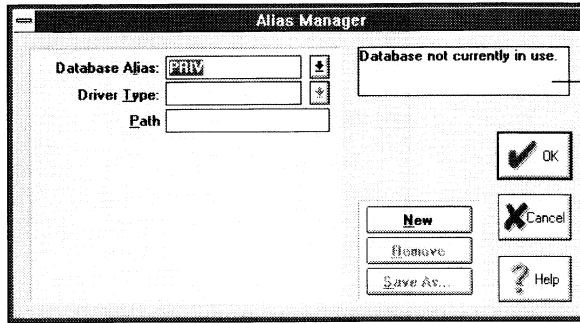 Alias Manager
Database Alias: PRIV
Driver Type:
Path
Database not currently in use.
OK
New
Cancel
Remove
Save As...
Help